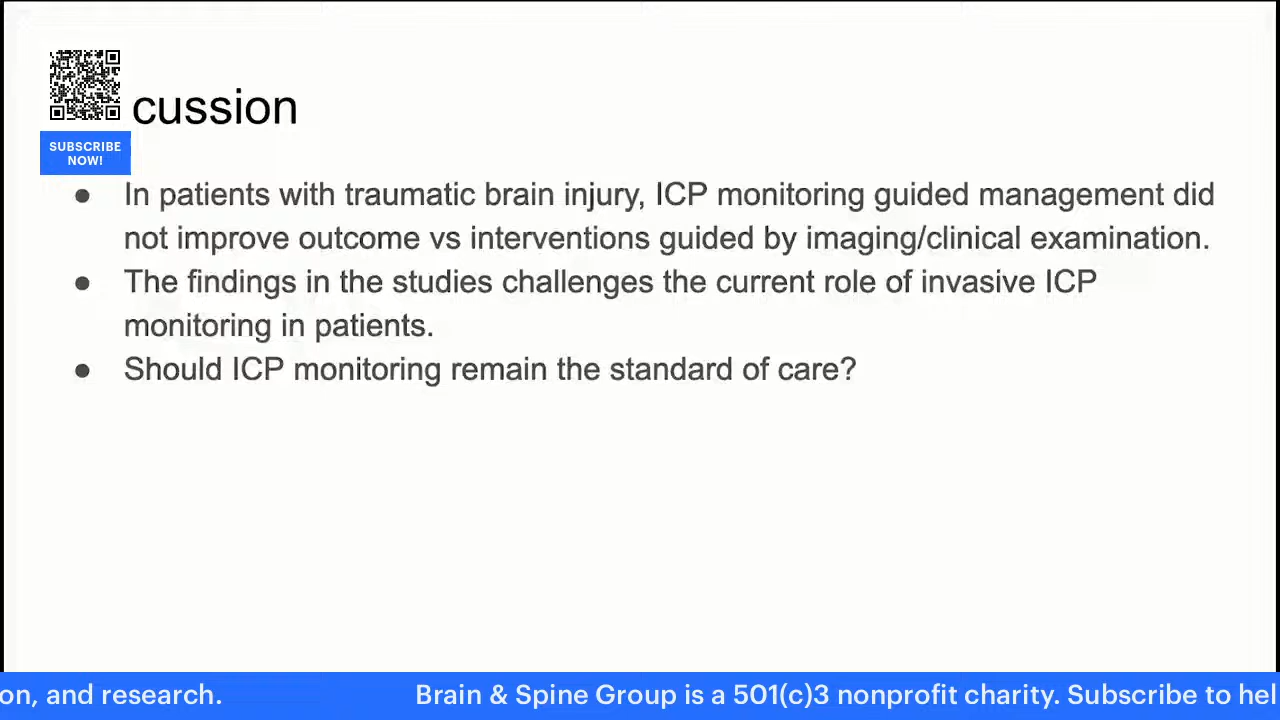 cussion
SUBSCRIBE
NOW!
● In patients with traumatic brain injury, ICP monitoring guided management did
not improve outcome vs interventions guided by imaging/clinical examination.
● The findings in the studies challenges the current role of invasive ICP
monitoring in patients.
● Should ICP monitoring remain the standard of care?
on, and research. Brain & Spine Group is a 501(c)3 nonprofit charity. Subscribe to hel